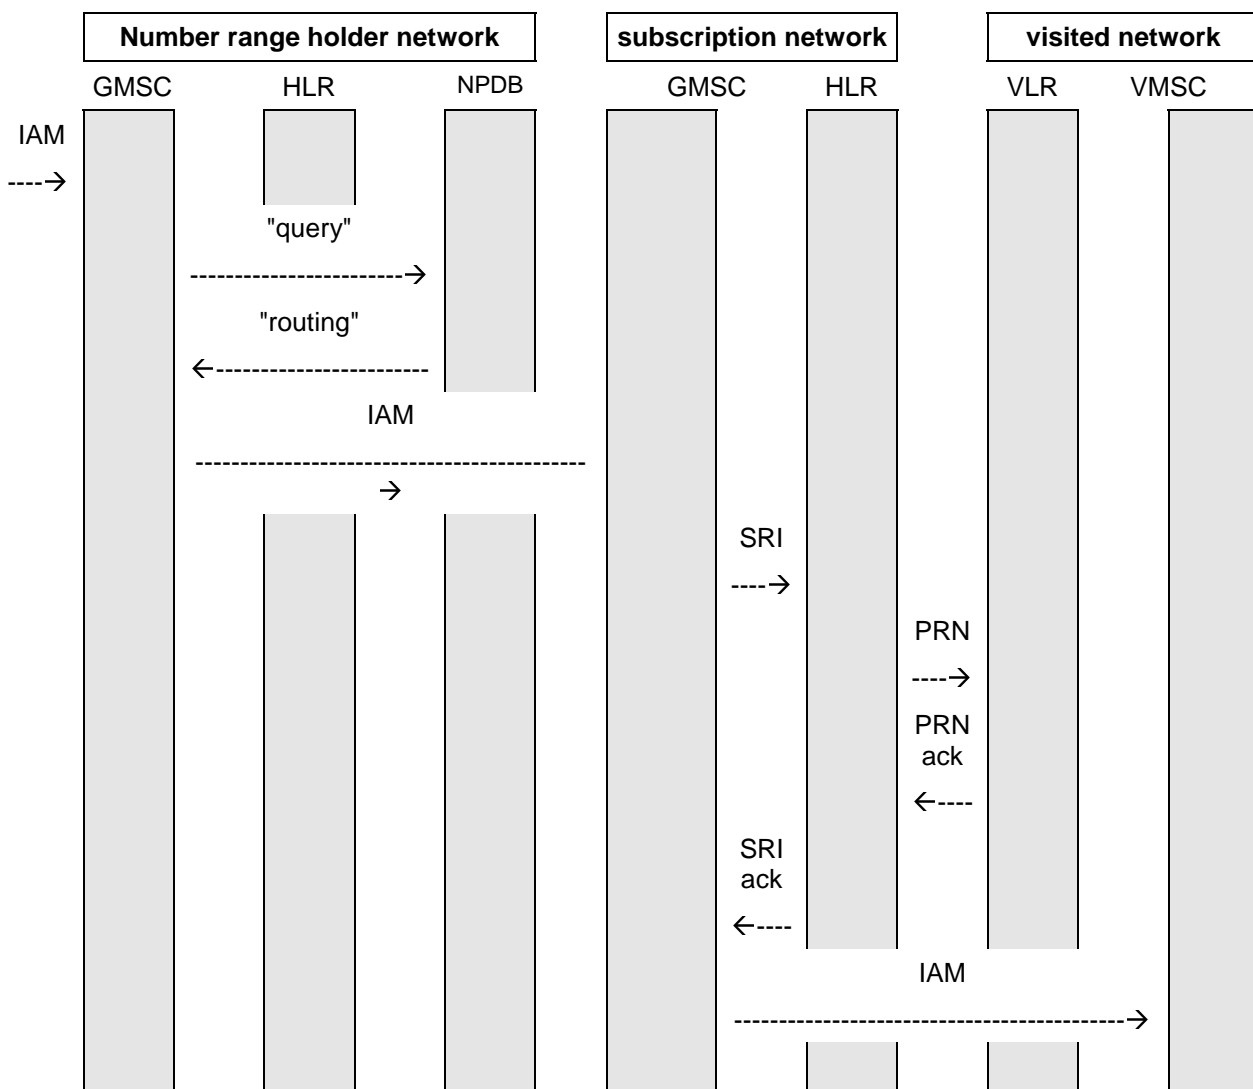 Number range holder network subscription network visited network
GMSC HLR NPDB GMSC HLR VLR VMSC
IAM
"query"
"routing"
IAM
SRI
PRN
PRN
ack
SRI
ack
IAM